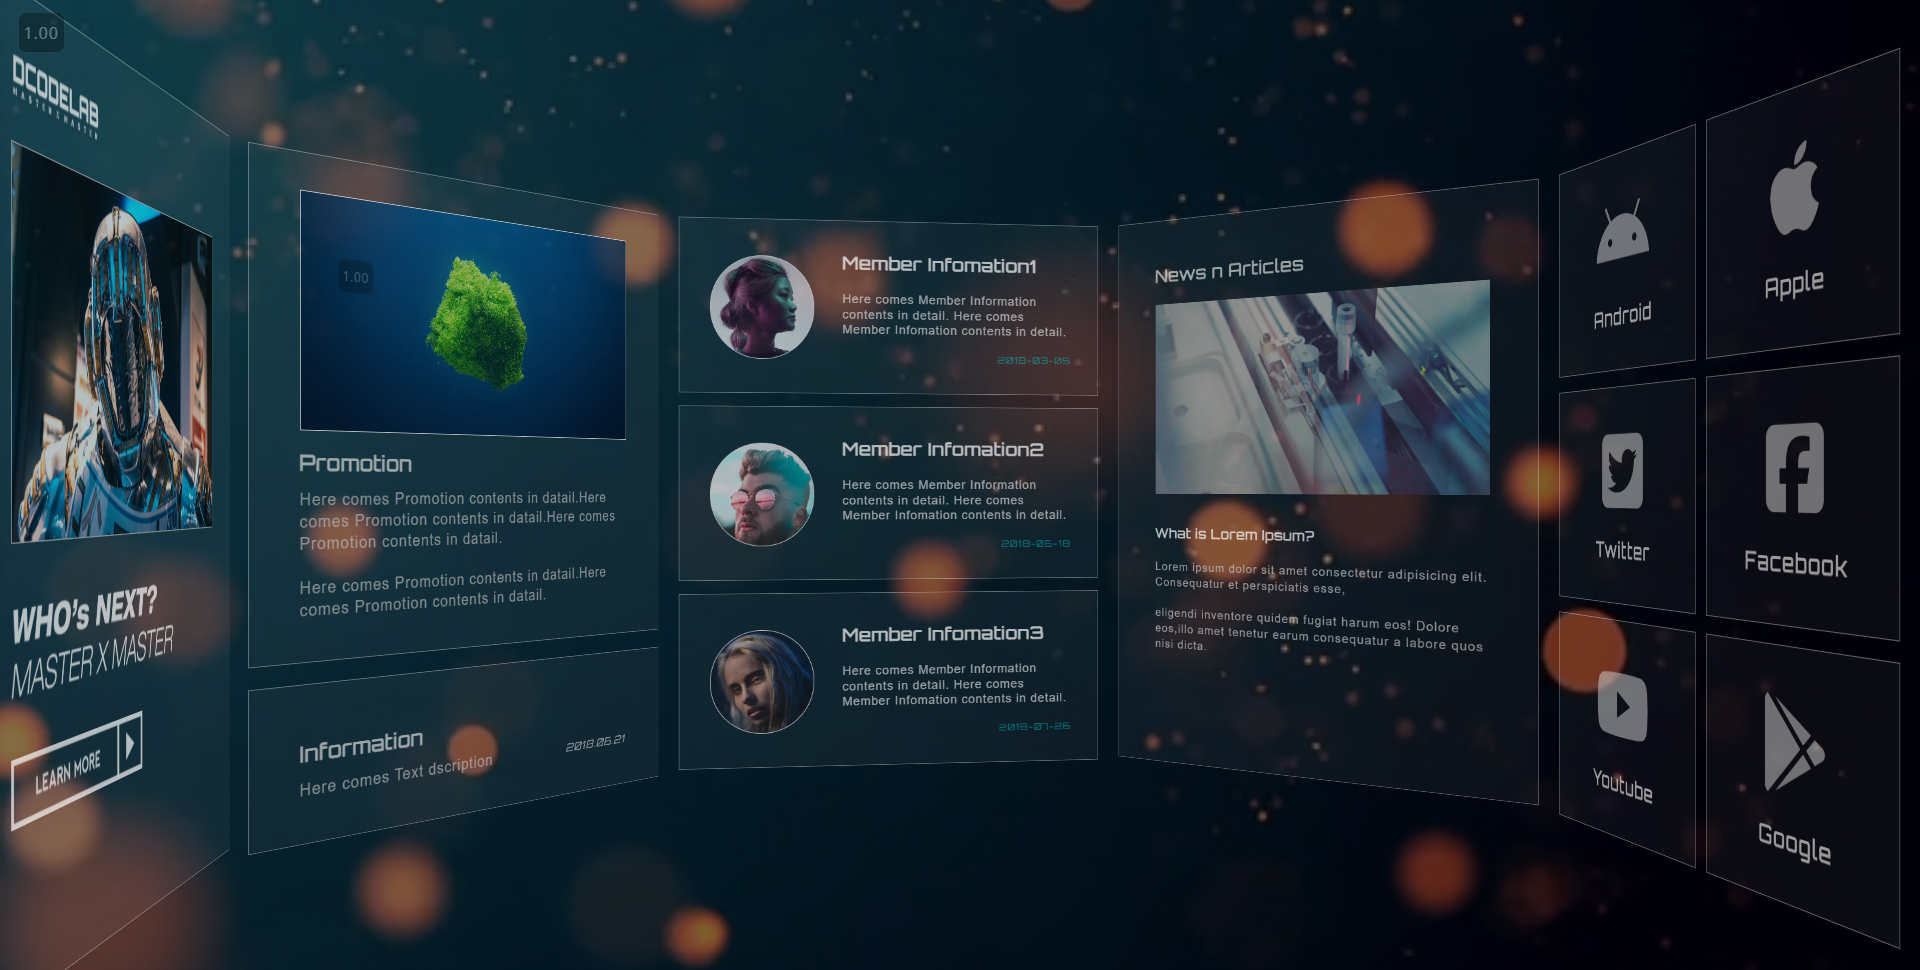 1.00
DCODELAB
MASTER X MASTER
WHO's NEXT?
MASTER X MASTER
LEARN MORE
1.00
Promotion
Here comes Promotion contents in datail.Here
comes Promotion contents in datail.Here comes
Promotion contents in datail.
Here comes Promotion contents in datail.Here
comes Promotion contents in datail.
Information
2018.06.21
Here comes Text dscription
Member Infomation1
Here comes Member Information
contents in detail. Here comes
Member Infomation contents in detail.
2018-03-05
Member Infomation2
Here comes Member Information
contents in detail. Here comes
Member Infomation contents in detail.
2018-06-18
Member Infomation3
Here comes Member Information
contents in detail. Here comes
Member Infomation contents in detail.
2018-07-26
News n Articles
What is Lorem Ipsum?
Lorem ipsum dolor sit amet consectetur adipisicing elit.
Consequatur et perspiciatis esse,
eligendi inventore quidem fugiat harum eos! Dolore
eos,illo amet tenetur earum consequatur a labore quos
nisi dicta.
Android
Apple
Twitter
Facebook
Youtube
Google